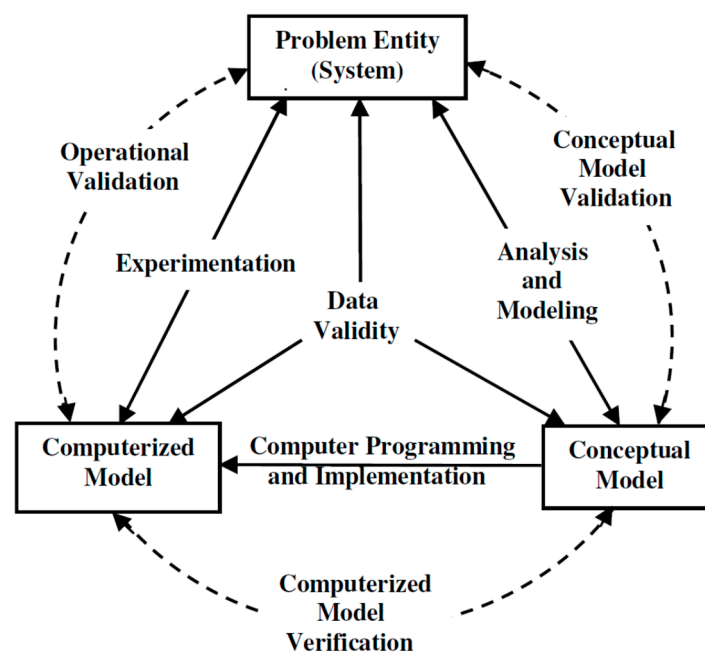 Problem Entity
(System)
Operational
Validation
Conceptual
Model
Validation
Experimentation
Analysis
and
Modeling
Data
Validity
Computerized
Model
Computer Programming
and Implementation
Conceptual
Model
Computerized
Model
Verification